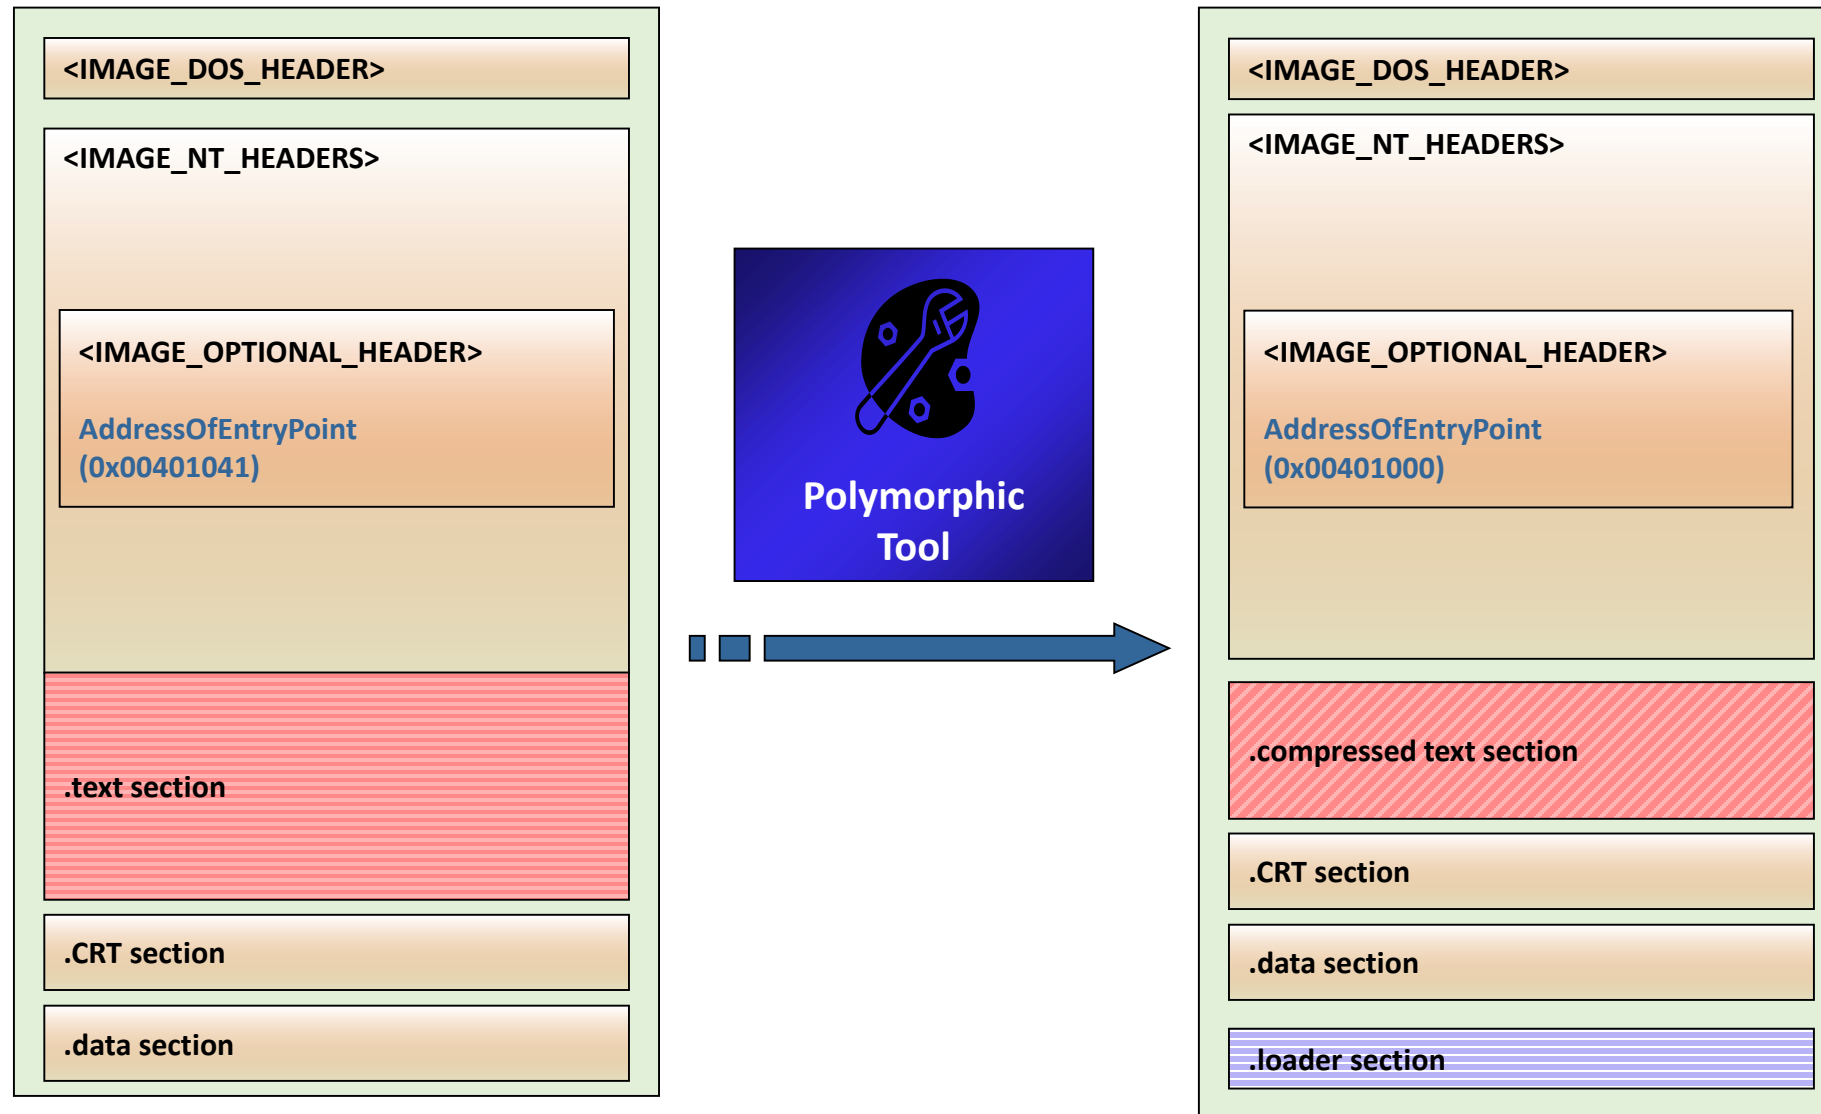 <IMAGE_DOS_HEADER>
<IMAGE_NT_HEADERS>
<IMAGE_OPTIONAL_HEADER>
AddressOfEntryPoint
(0x00401041)
.text section
.CRT section
.data section
Polymorphic
Tool
<IMAGE_DOS_HEADER>
<IMAGE_NT_HEADERS>
<IMAGE_OPTIONAL_HEADER>
AddressOfEntryPoint
(0x00401000)
.compressed text section
.CRT section
.data section
.loader section